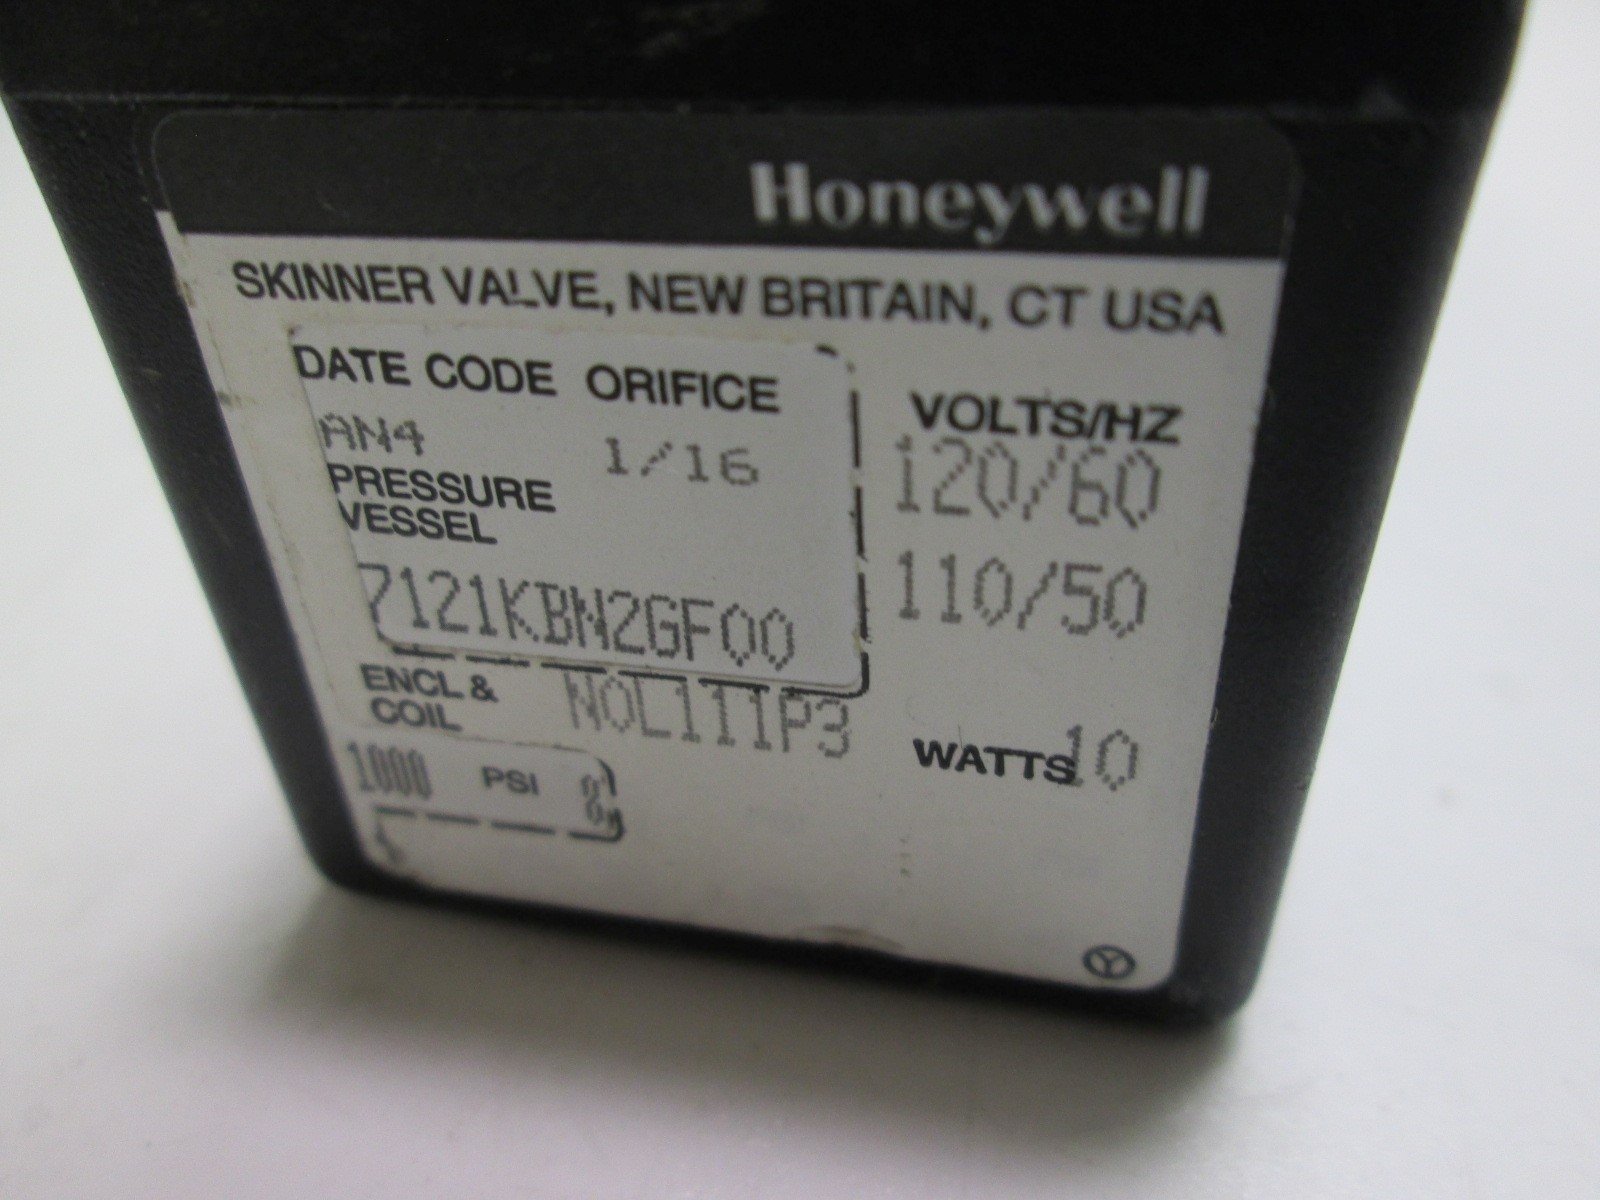 Honeywell
SKINNER VALVE, NEW BRITAIN, CT USA
DATE CODE ORIFICE
AN4 1/16
PRESSURE
VESSEL
7121KBN2GF00
ENCL &
COIL NOL111P3
1000 PSI
VOLTS/HZ
120/60
110/50
WATTS 10